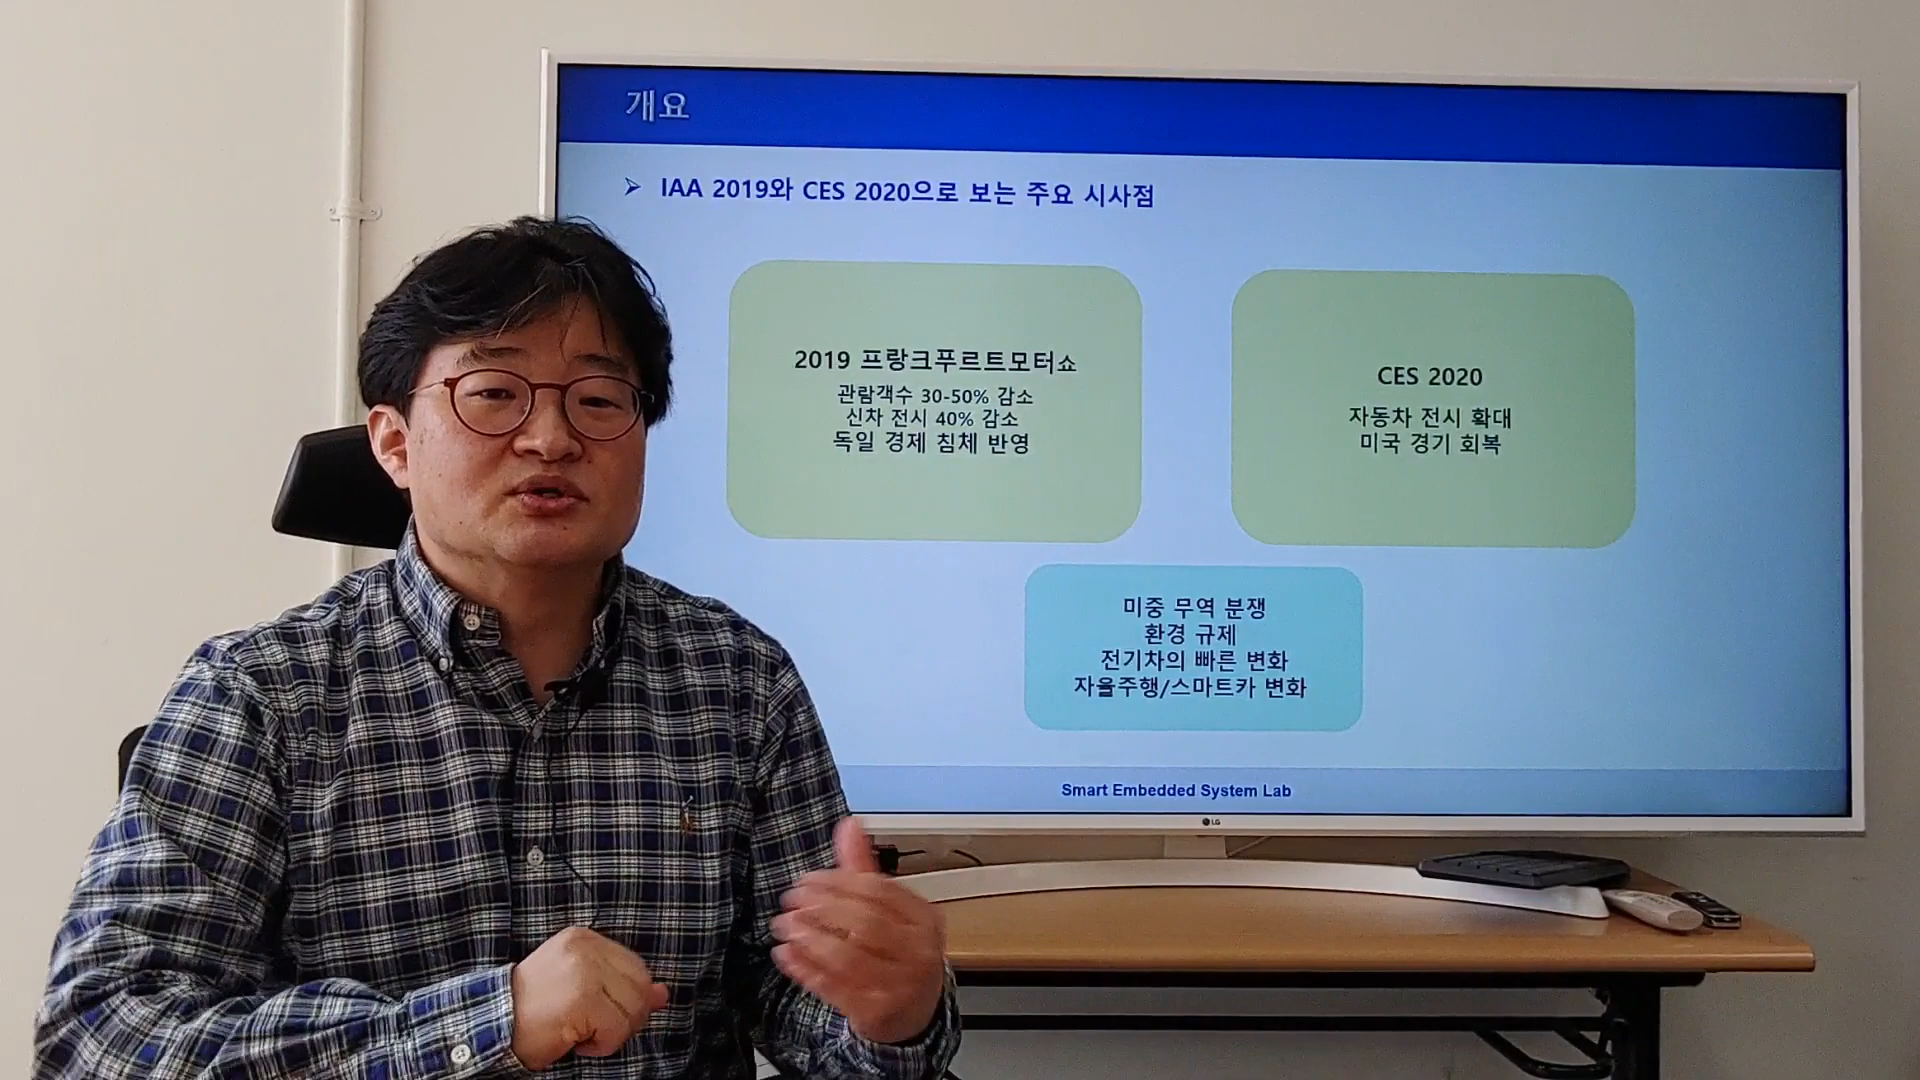 개요
➢ IAA 2019와 CES 2020으로 보는 주요 시사점
2019 프랑크푸르트모터쇼
관람객수 30-50% 감소
신차 전시 40% 감소
독일 경제 침체 반영
CES 2020
자동차 전시 확대
미국 경기 회복
미중 무역 분쟁
환경 규제
전기차의 빠른 변화
자율주행/스마트카 변화
Smart Embedded System Lab
LG